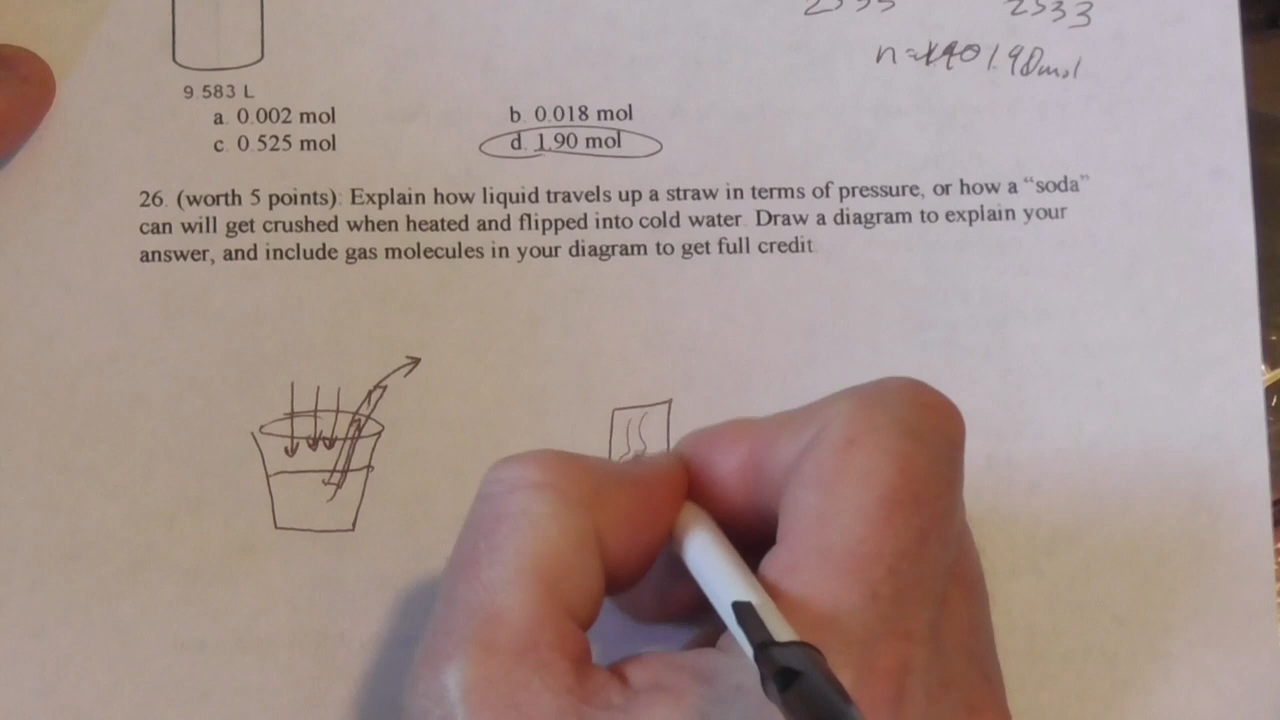 2533
n = 1.90 mol
9.583 L
a. 0.002 mol
b. 0.018 mol
c. 0.525 mol
d. 1.90 mol
26. (worth 5 points): Explain how liquid travels up a straw in terms of pressure, or how a "soda"
can will get crushed when heated and flipped into cold water. Draw a diagram to explain your
answer, and include gas molecules in your diagram to get full credit.